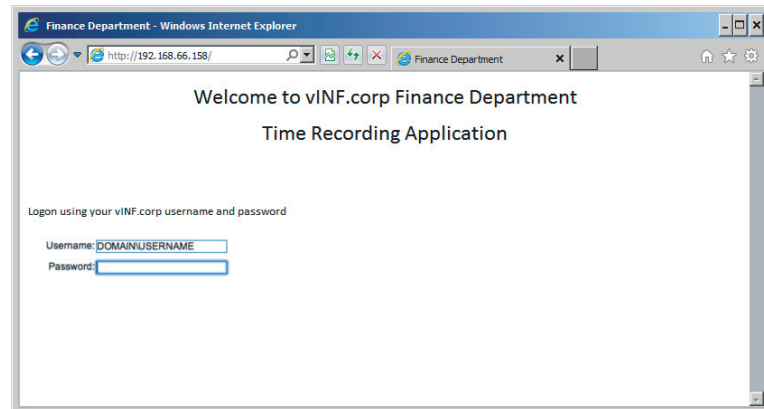 Finance Department - Windows Internet Explorer
http://192.168.66.158/
Finance Department
Welcome to vINF.corp Finance Department
Time Recording Application
Logon using your vINF.corp username and password
Username: DOMAIN\USERNAME
Password: